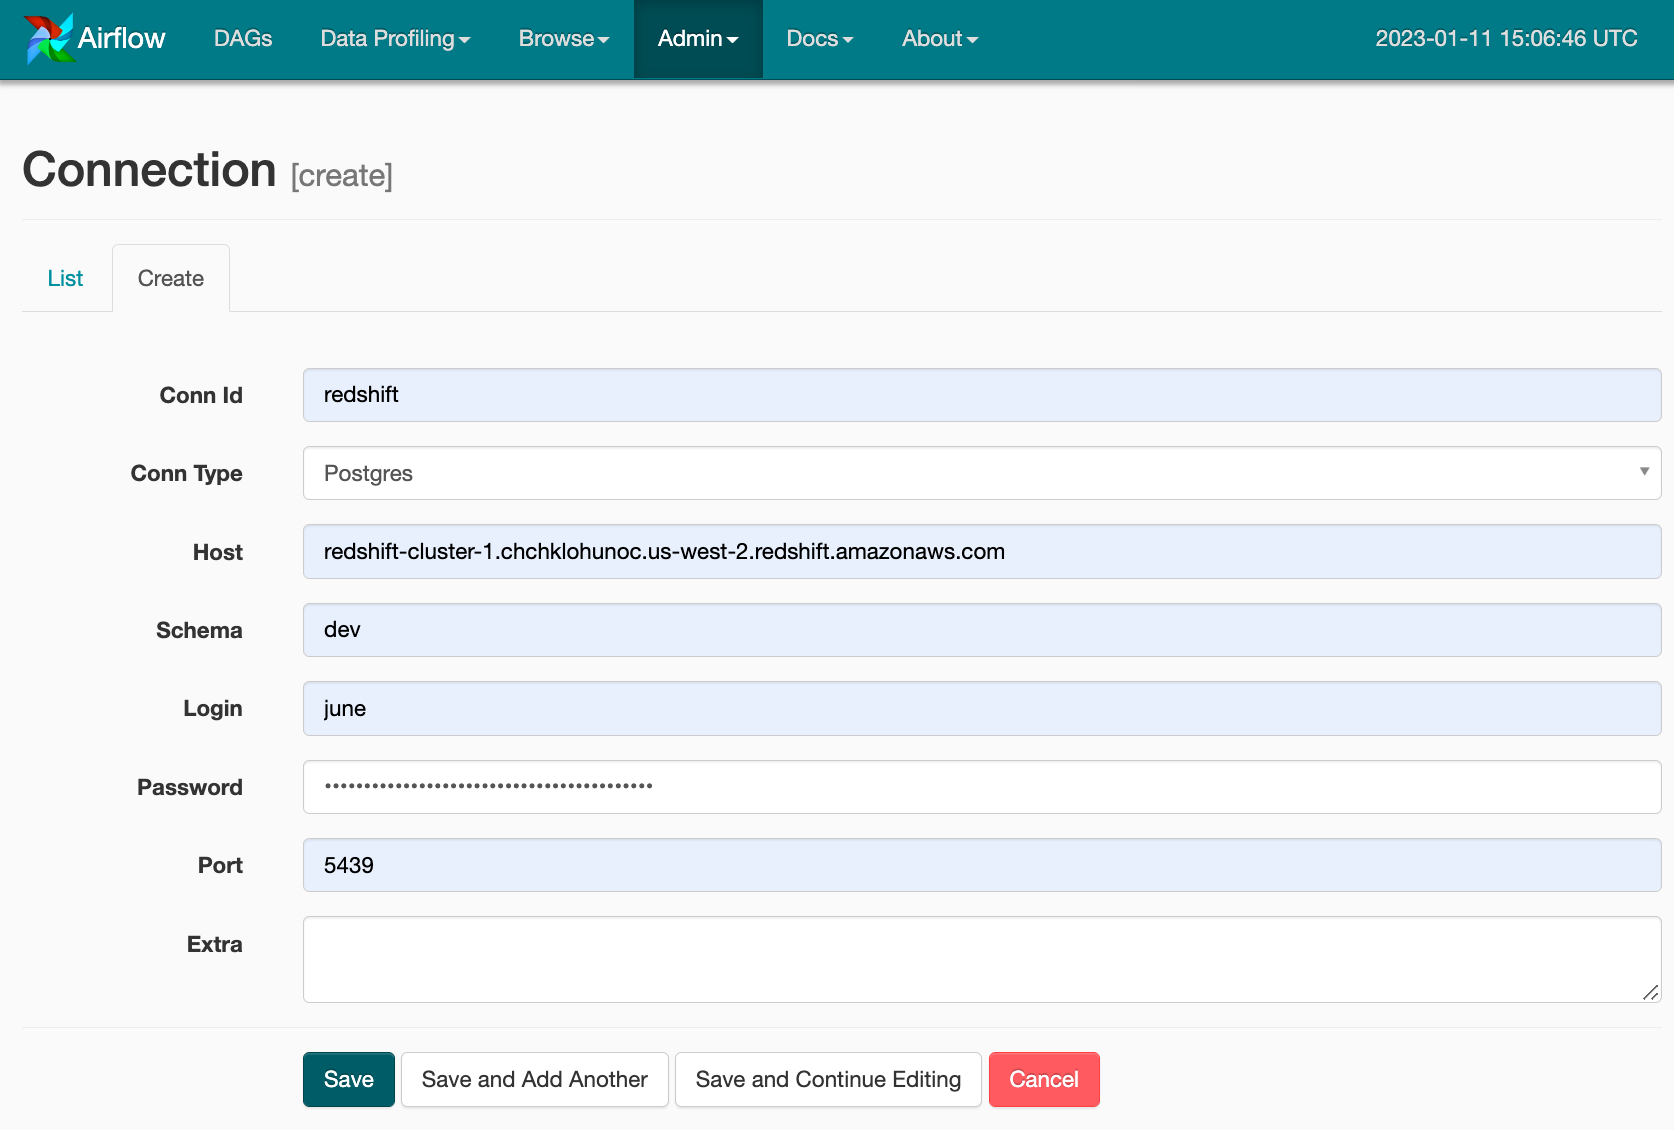 Airflow DAGs Data Profiling Browse Admin Docs About 2023-01-11 15:06:46 UTC
Connection [create]
List Create
Conn Id redshift
Conn Type Postgres
Host redshift-cluster-1.chchklohunoc.us-west-2.redshift.amazonaws.com
Schema dev
Login june
Password ••••••••••••••••••••••••••••••••••••••••••
Port 5439
Extra
Save Save and Add Another Save and Continue Editing Cancel